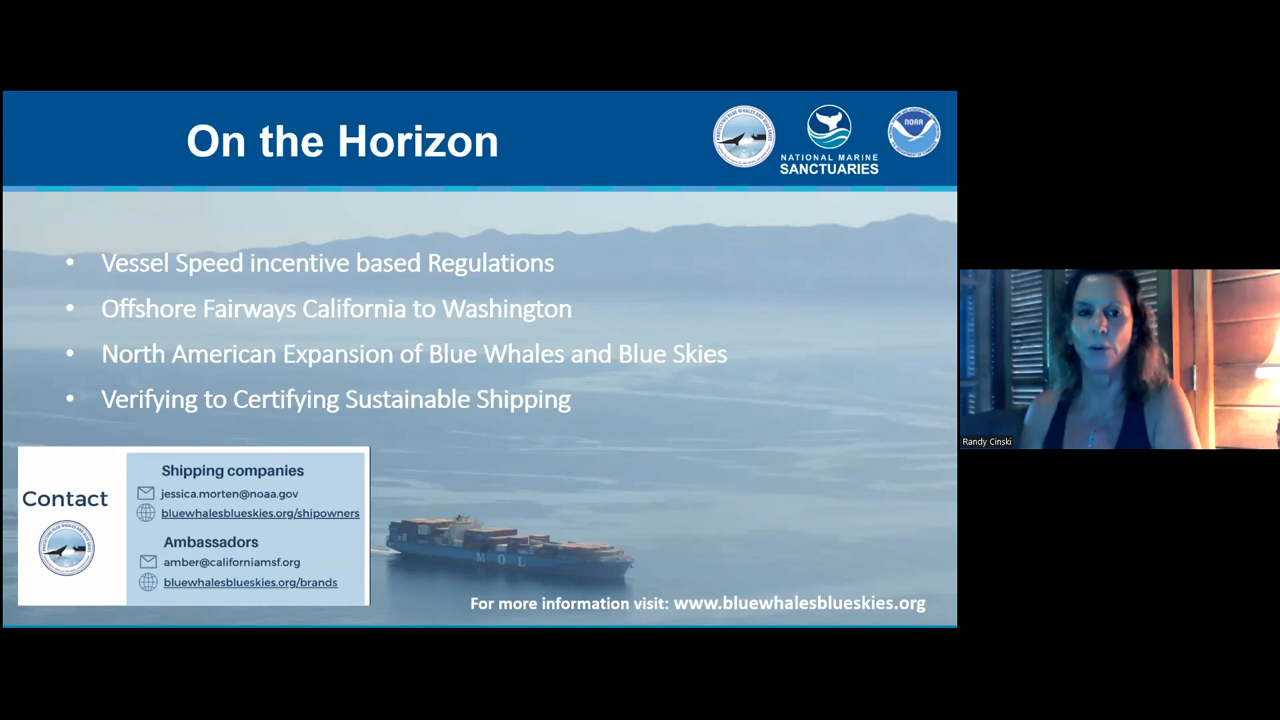 On the Horizon
NATIONAL MARINE
SANCTUARIES
NOAA
• Vessel Speed incentive based Regulations
• Offshore Fairways California to Washington
• North American Expansion of Blue Whales and Blue Skies
• Verifying to Certifying Sustainable Shipping
Contact
Shipping companies
jessica.morten@noaa.gov
bluewhalesblueskies.org/shipowners
Ambassadors
amber@californiamsf.org
bluewhalesblueskies.org/brands
MOL
For more information visit: www.bluewhalesblueskies.org
Randy Cinski